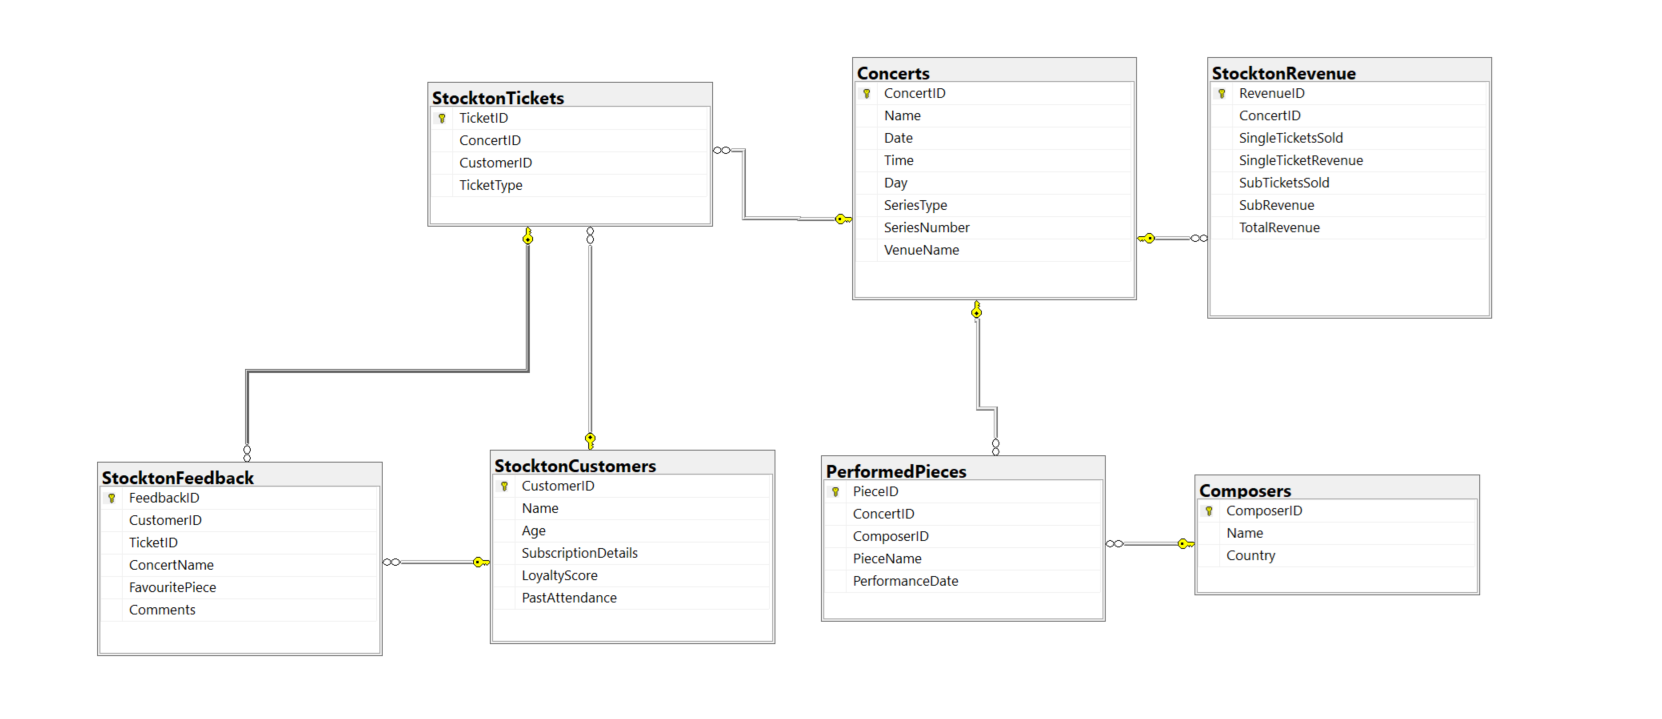 StocktonTickets
TicketID
ConcertID
CustomerID
TicketType
Concerts
ConcertID
Name
Date
Time
Day
SeriesType
SeriesNumber
VenueName
StocktonRevenue
RevenueID
ConcertID
SingleTicketsSold
SingleTicketRevenue
SubTicketsSold
SubRevenue
TotalRevenue
StocktonFeedback
FeedbackID
CustomerID
TicketID
ConcertName
FavouritePiece
Comments
StocktonCustomers
CustomerID
Name
Age
SubscriptionDetails
LoyaltyScore
PastAttendance
PerformedPieces
PieceID
ConcertID
ComposerID
PieceName
PerformanceDate
Composers
ComposerID
Name
Country